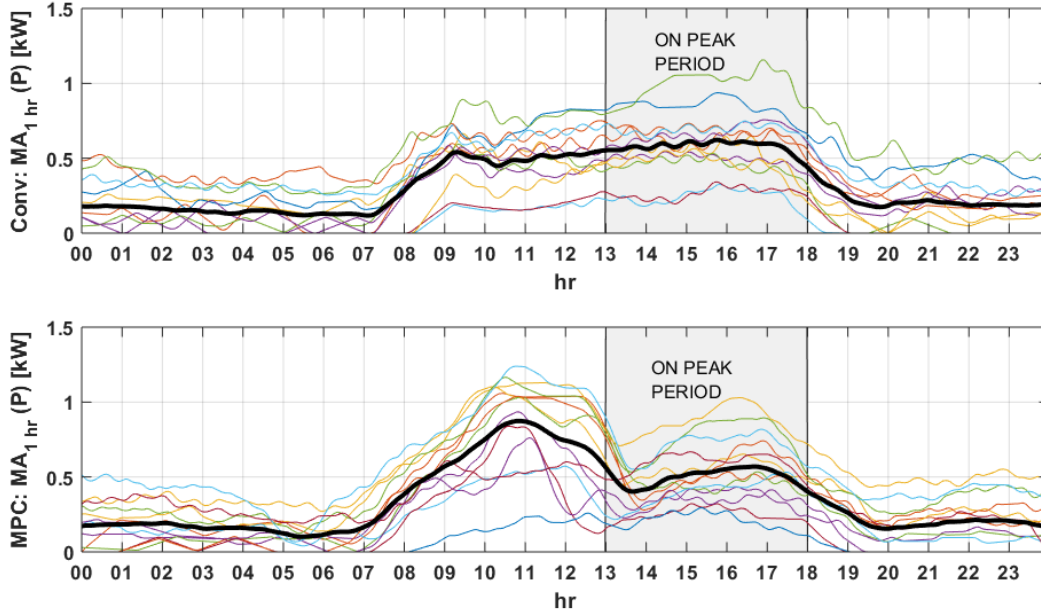 Conv: MA1 hr (P) [kW]
1.5
1
0.5
0
ON PEAK
PERIOD
00 01 02 03 04 05 06 07 08 09 10 11 12 13 14 15 16 17 18 19 20 21 22 23
hr
MPC: MA1 hr (P) [kW]
1.5
1
0.5
0
ON PEAK
PERIOD
00 01 02 03 04 05 06 07 08 09 10 11 12 13 14 15 16 17 18 19 20 21 22 23
hr